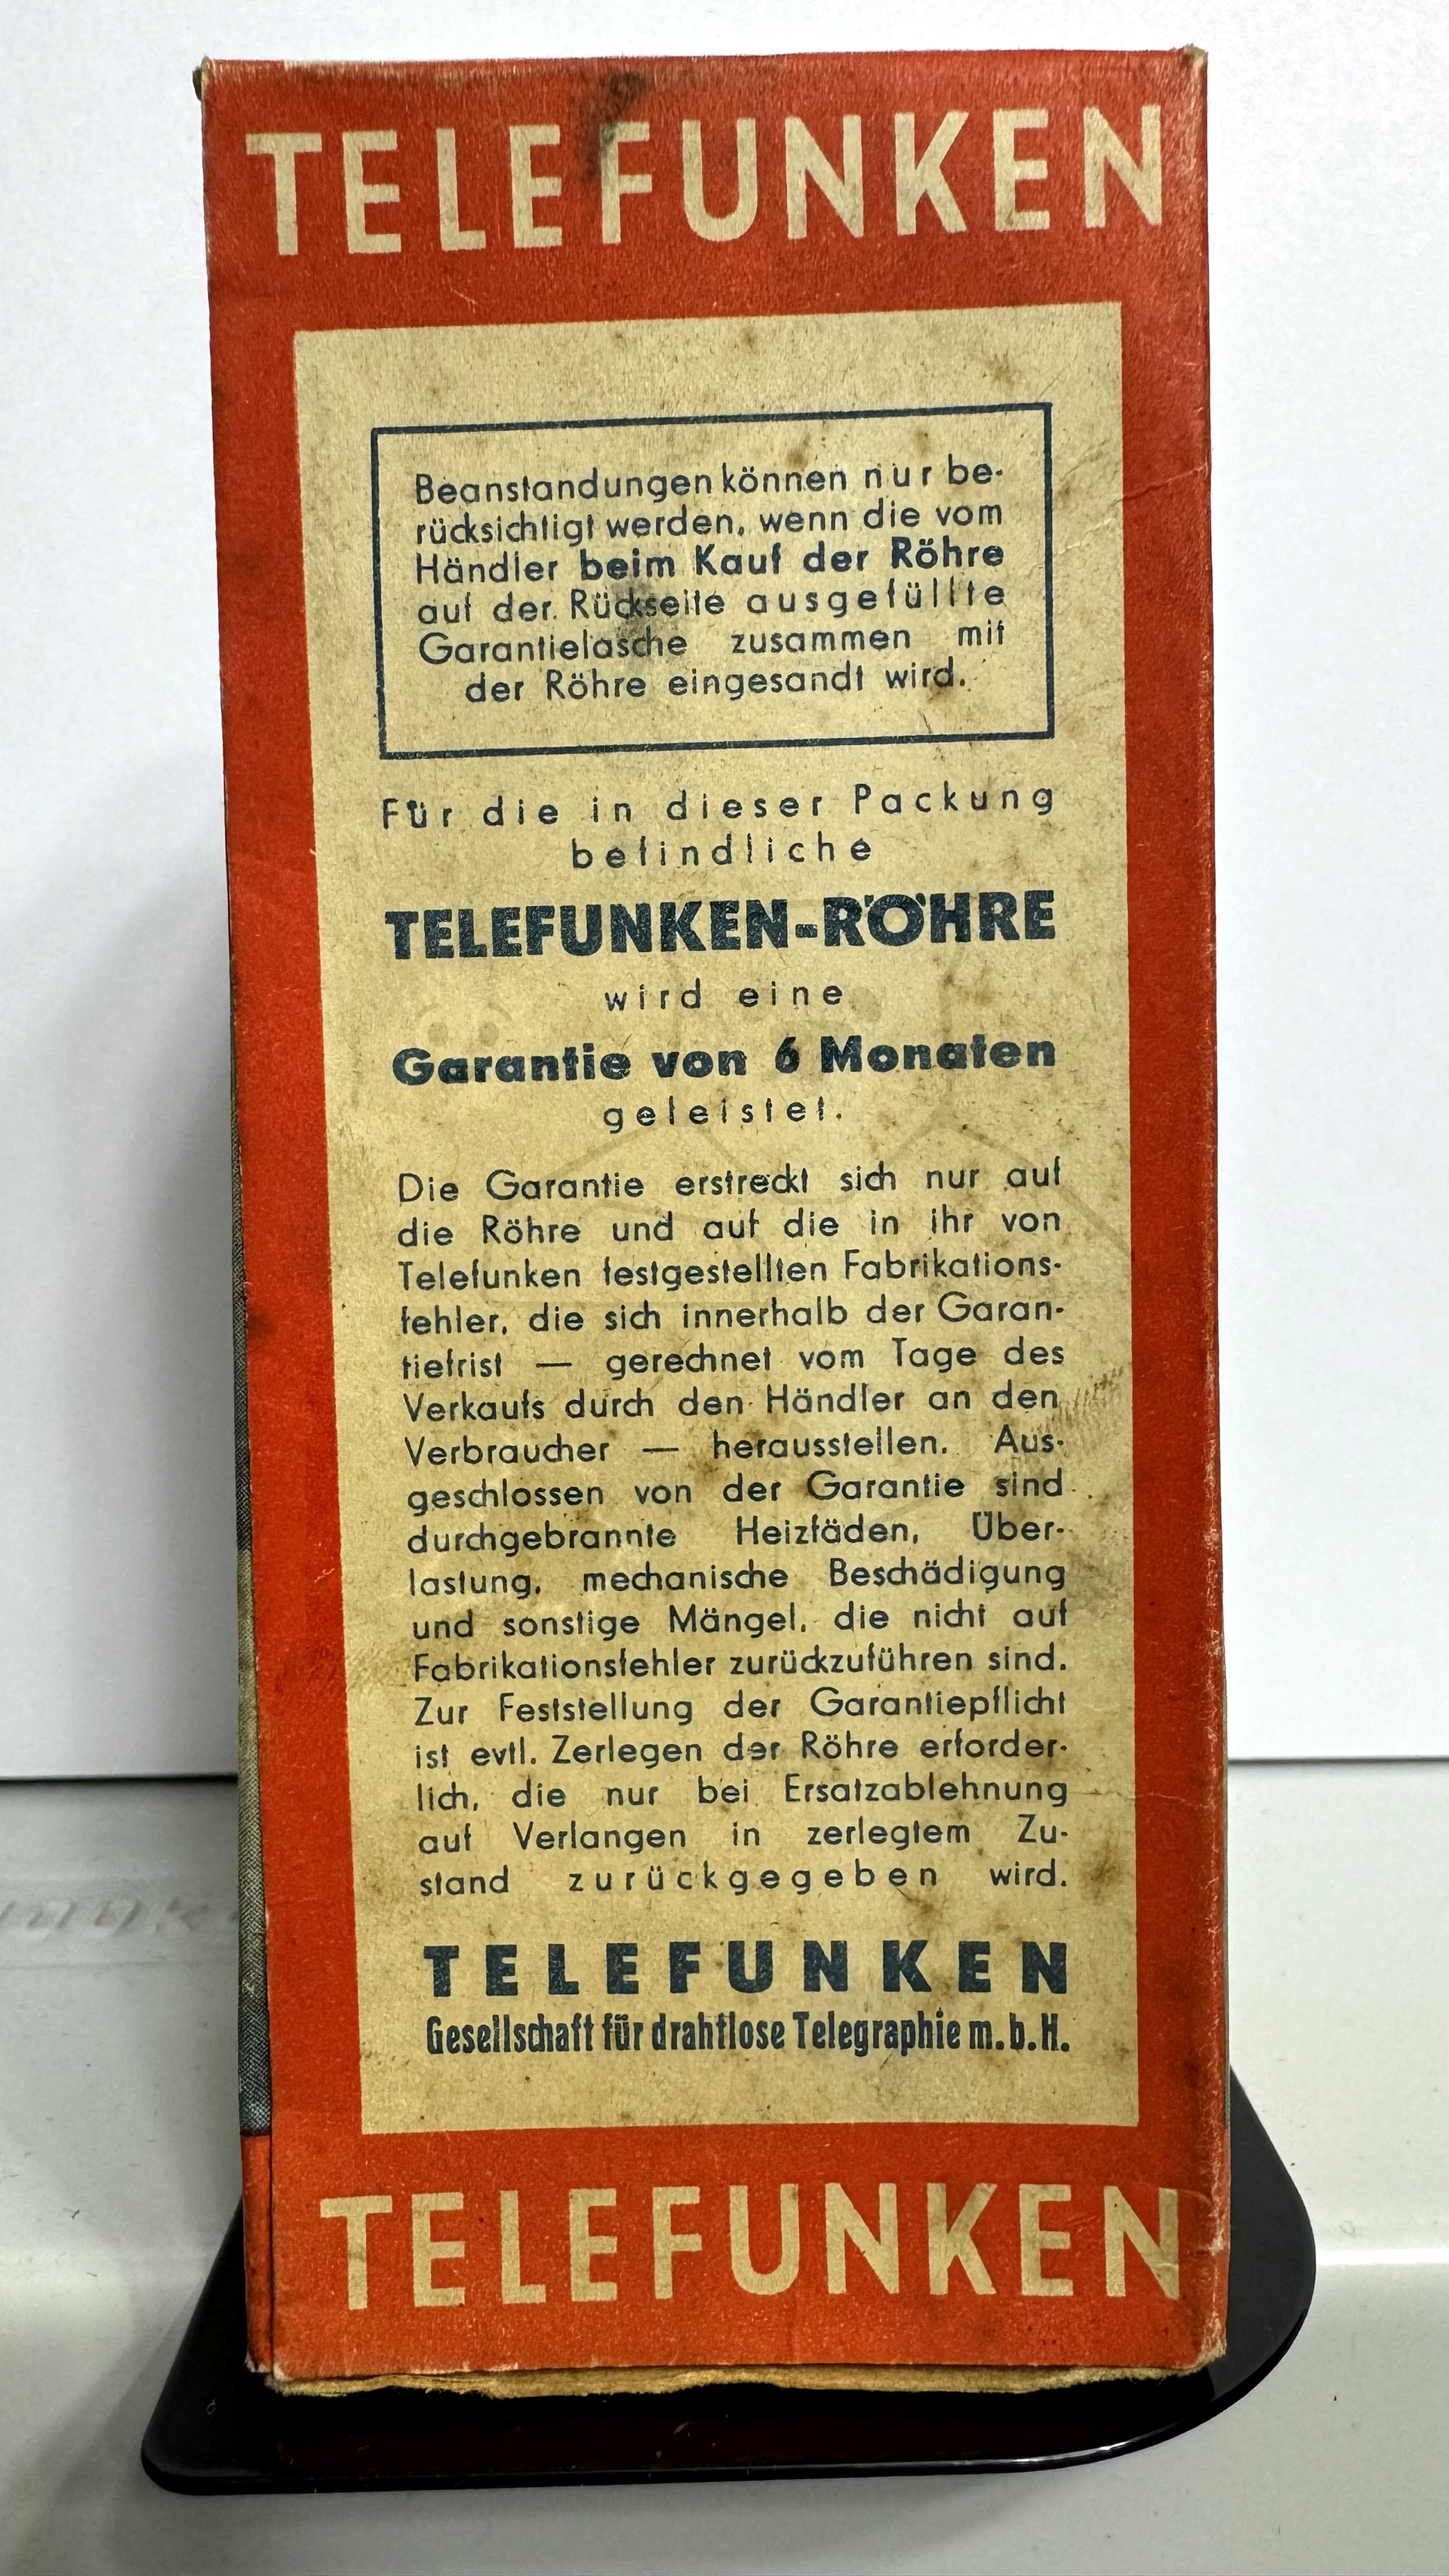 TELEFUNKEN
Beanstandungen können nur be-
rücksichtigt werden, wenn die vom
Händler beim Kauf der Röhre
auf der Rückseite ausgefüllte
Garantielasche zusammen mit
der Röhre eingesandt wird.
Für die in dieser Packung
befindliche
TELEFUNKEN-RÖHRE
wird eine
Garantie von 6 Monaten
geleistet.
Die Garantie erstreckt sich nur auf
die Röhre und auf die in ihr von
Telefunken festgestellten Fabrikations-
fehler, die sich innerhalb der Garan-
tiefrist — gerechnet vom Tage des
Verkaufs durch den Händler an den
Verbraucher — herausstellen. Aus-
geschlossen von der Garantie sind
durchgebrannte Heizfäden, Über-
lastung, mechanische Beschädigung
und sonstige Mängel, die nicht auf
Fabrikationsfehler zurückzuführen sind.
Zur Feststellung der Garantiepflicht
ist evtl. Zerlegen der Röhre erforder-
lich, die nur bei Ersatzablehnung
auf Verlangen in zerlegtem Zu-
stand zurückgegeben wird.
TELEFUNKEN
Gesellschaft für drahtlose Telegraphie m.b.H.
TELEFUNKEN